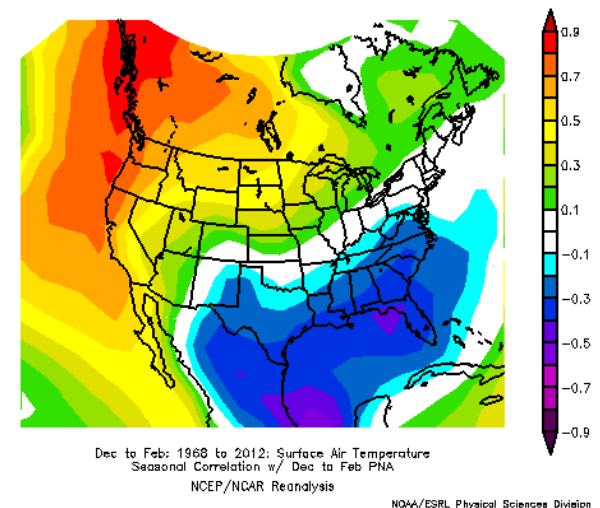 0.9
0.7
0.5
0.3
0.1
-0.1
-0.3
-0.5
-0.7
-0.9
Dec to Feb: 1968 to 2012: Surface Air Temperature
Seasonal Correlation w/ Dec to Feb PNA
NCEP/NCAR Reanalysis
NOAA/ESRL Physical Sciences Division